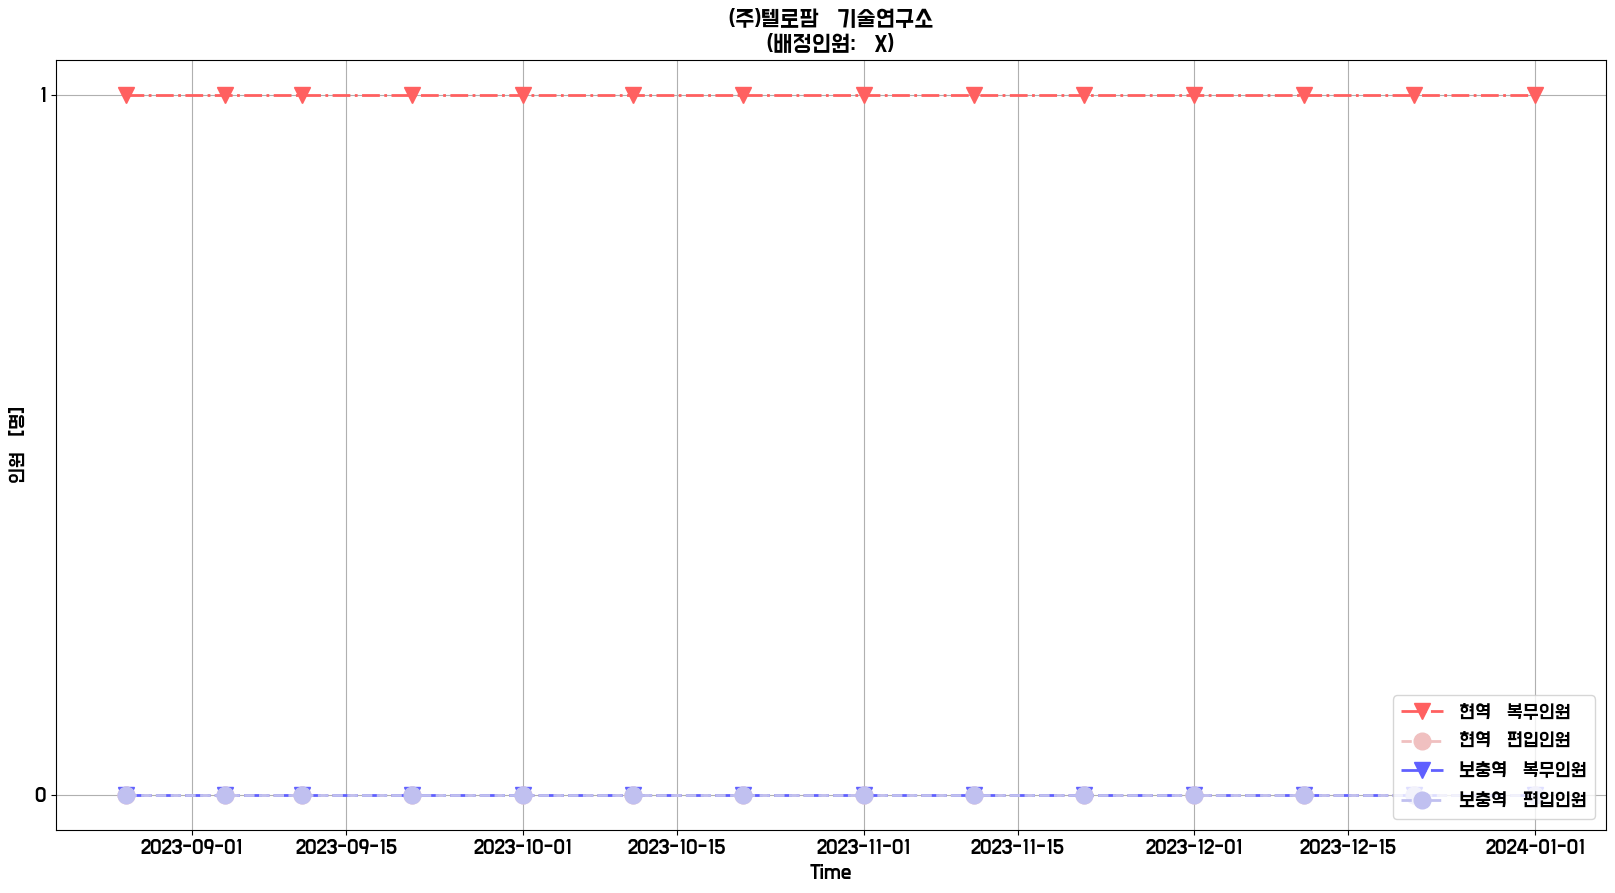 (주)텔로팜 기술연구소
(배정인원: X)
1
인원 [명]
0
현역 복무인원
현역 편입인원
보충역 복무인원
보충역 편입인원
2023-09-01 2023-09-15 2023-10-01 2023-10-15 2023-11-01 2023-11-15 2023-12-01 2023-12-15 2024-01-01
Time